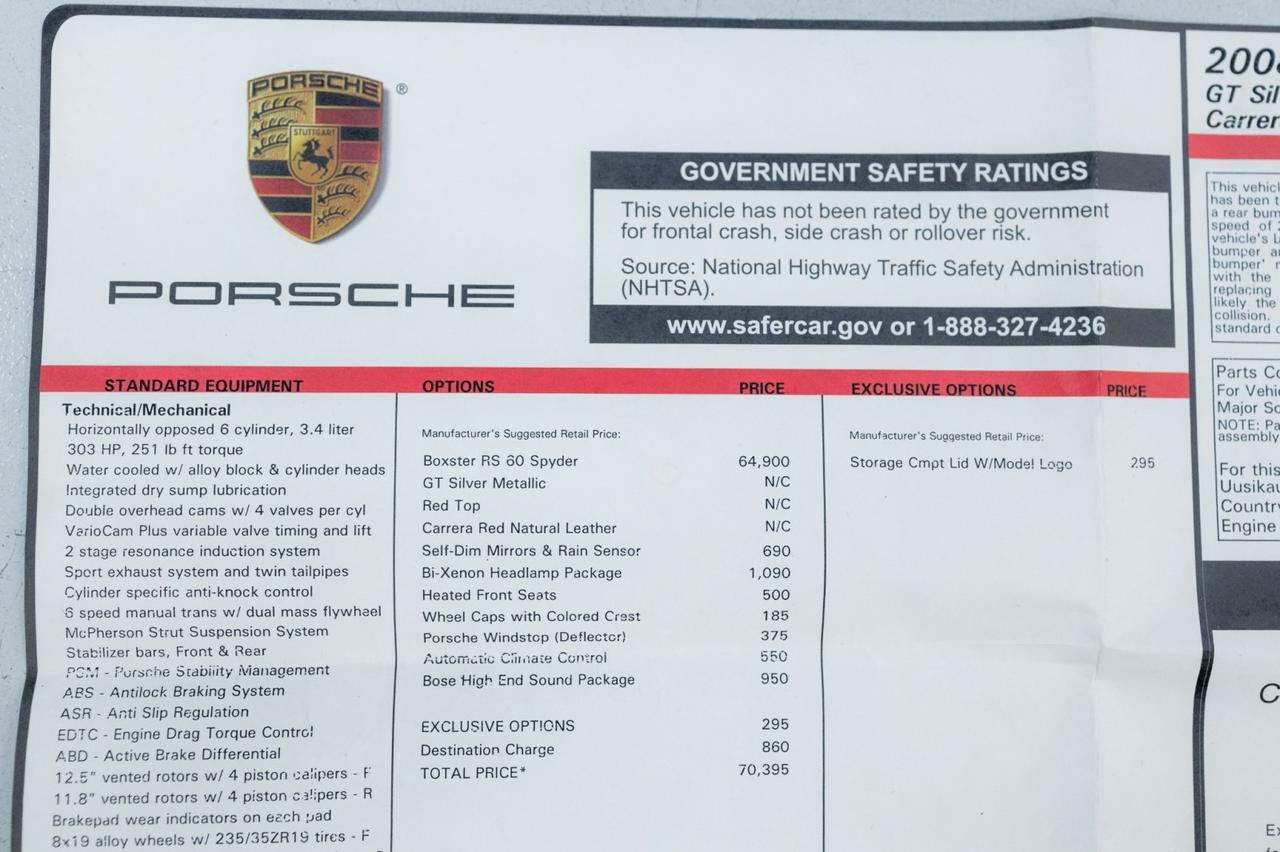 PORSCHE
®
STUTTGART
PORSCHE
GOVERNMENT SAFETY RATINGS
This vehicle has not been rated by the government
for frontal crash, side crash or rollover risk.
Source: National Highway Traffic Safety Administration
(NHTSA).
www.safercar.gov or 1-888-327-4236
STANDARD EQUIPMENT
Technical/Mechanical
Horizontally opposed 6 cylinder, 3.4 liter
303 HP, 251 lb ft torque
Water cooled w/ alloy block & cylinder heads
Integrated dry sump lubrication
Double overhead cams w/ 4 valves per cyl
VarioCam Plus variable valve timing and lift
2 stage resonance induction system
Sport exhaust system and twin tailpipes
Cylinder specific anti-knock control
6 speed manual trans w/ dual mass flywheel
McPherson Strut Suspension System
Stabilizer bars, Front & Rear
PSM - Porsche Stability Management
ABS - Antilock Braking System
ASR - Anti Slip Regulation
EDTC - Engine Drag Torque Control
ABD - Active Brake Differential
12.5" vented rotors w/ 4 piston calipers - F
11.8" vented rotors w/ 4 piston calipers - R
Brakepad wear indicators on each pad
8x19 alloy wheels w/ 235/35ZR19 tires - F
OPTIONS PRICE
Manufacturer's Suggested Retail Price:
Boxster RS 60 Spyder 64,900
GT Silver Metallic N/C
Red Top N/C
Carrera Red Natural Leather N/C
Self-Dim Mirrors & Rain Sensor 690
Bi-Xenon Headlamp Package 1,090
Heated Front Seats 500
Wheel Caps with Colored Crest 185
Porsche Windstop (Deflector) 375
Automatic Climate Control 550
Bose High End Sound Package 950
EXCLUSIVE OPTIONS 295
Destination Charge 860
TOTAL PRICE* 70,395
EXCLUSIVE OPTIONS PRICE
Manufacturer's Suggested Retail Price:
Storage Cmpt Lid W/Model Logo 295
200
GT Sil
Carrer
This vehicl
has been t
a rear bum
speed of
vehicle's
bumper
bumper'
with the
replacing
likely the
collision.
standard
Parts Co
For Vehi
Major So
NOTE: Pa
assembly
For this
Uusikau
Country
Engine
C
Ex